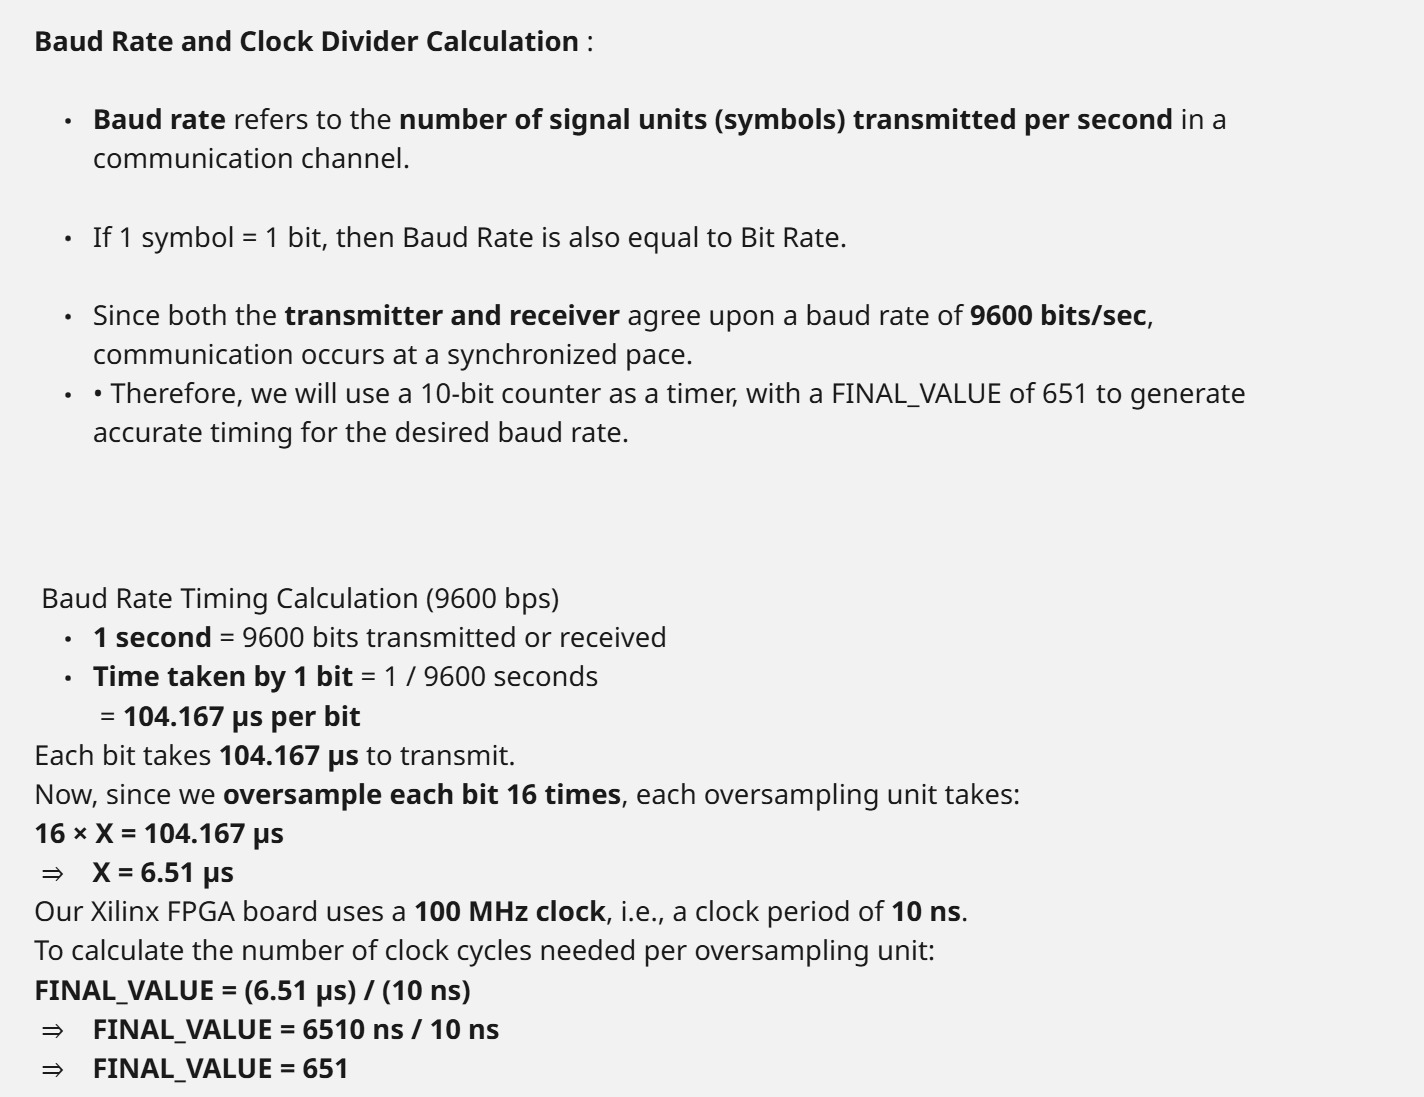 Baud Rate and Clock Divider Calculation :
• Baud rate refers to the number of signal units (symbols) transmitted per second in a
communication channel.
• If 1 symbol = 1 bit, then Baud Rate is also equal to Bit Rate.
• Since both the transmitter and receiver agree upon a baud rate of 9600 bits/sec,
communication occurs at a synchronized pace.
• • Therefore, we will use a 10-bit counter as a timer, with a FINAL_VALUE of 651 to generate
accurate timing for the desired baud rate.
Baud Rate Timing Calculation (9600 bps)
• 1 second = 9600 bits transmitted or received
• Time taken by 1 bit = 1 / 9600 seconds
= 104.167 µs per bit
Each bit takes 104.167 µs to transmit.
Now, since we oversample each bit 16 times, each oversampling unit takes:
16 × X = 104.167 µs
⇒ X = 6.51 µs
Our Xilinx FPGA board uses a 100 MHz clock, i.e., a clock period of 10 ns.
To calculate the number of clock cycles needed per oversampling unit:
FINAL_VALUE = (6.51 µs) / (10 ns)
⇒ FINAL_VALUE = 6510 ns / 10 ns
⇒ FINAL_VALUE = 651